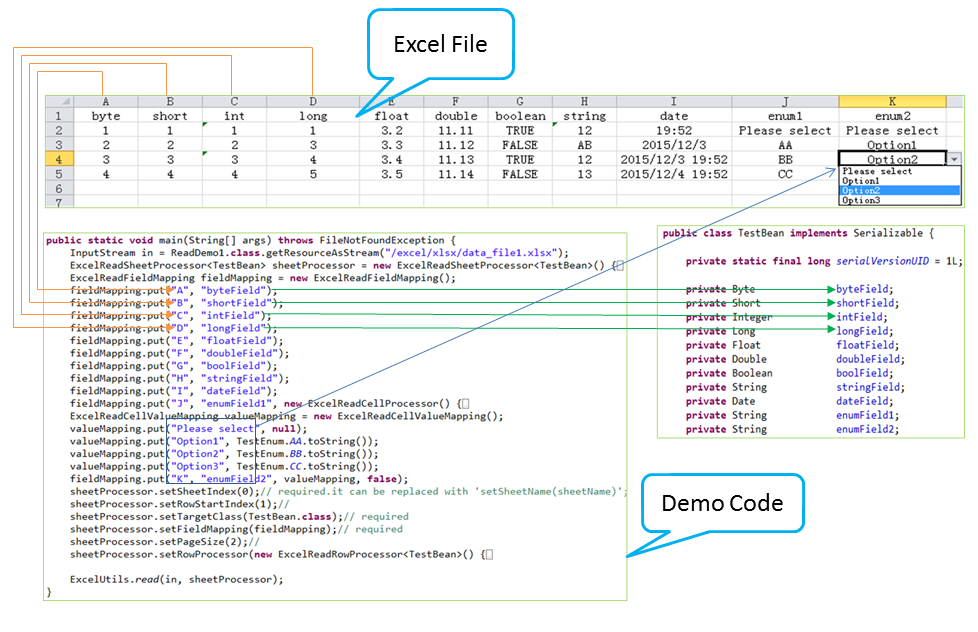 Excel File
A B C D E F G H I J K
1 byte short int long float double boolean string date enum1 enum2
2 1 1 1 1 3.2 11.11 TRUE 12 19:52 Please select Please select
3 2 2 2 3 3.3 11.12 FALSE AB 2015/12/3 AA Option1
4 3 3 3 4 3.4 11.13 TRUE 12 2015/12/3 19:52 BB Option2
5 4 4 4 5 3.5 11.14 FALSE 13 2015/12/4 19:52 CC
6
7
Please select
Option1
Option2
Option3
public static void main(String[] args) throws FileNotFoundException {
InputStream in = ReadDemo1.class.getResourceAsStream("/excel/xlsx/data_file1.xlsx");
ExcelReadSheetProcessor<TestBean> sheetProcessor = new ExcelReadSheetProcessor<TestBean>() {
ExcelReadFieldMapping fieldMapping = new ExcelReadFieldMapping();
fieldMapping.put("A", "byteField");
fieldMapping.put("B", "shortField");
fieldMapping.put("C", "intField");
fieldMapping.put("D", "longField");
fieldMapping.put("E", "floatField");
fieldMapping.put("F", "doubleField");
fieldMapping.put("G", "boolField");
fieldMapping.put("H", "stringField");
fieldMapping.put("I", "dateField");
fieldMapping.put("J", "enumField1", new ExcelReadCellProcessor() {
ExcelReadCellValueMapping valueMapping = new ExcelReadCellValueMapping();
valueMapping.put("Please select", null);
valueMapping.put("Option1", TestEnum.AA.toString());
valueMapping.put("Option2", TestEnum.BB.toString());
valueMapping.put("Option3", TestEnum.CC.toString());
fieldMapping.put("K", "enumField2", valueMapping, false);
sheetProcessor.setSheetIndex(0);// required.it can be replaced with 'setSheetName(sheetName)';
sheetProcessor.setRowStartIndex(1);//
sheetProcessor.setTargetClass(TestBean.class);// required
sheetProcessor.setFieldMapping(fieldMapping);// required
sheetProcessor.setPageSize(2);//
sheetProcessor.setRowProcessor(new ExcelReadRowProcessor<TestBean>() {
ExcelUtils.read(in, sheetProcessor);
}
public class TestBean implements Serializable {
private static final long serialVersionUID = 1L;
private Byte byteField;
private Short shortField;
private Integer intField;
private Long longField;
private Float floatField;
private Double doubleField;
private Boolean boolField;
private String stringField;
private Date dateField;
private String enumField1;
private String enumField2;
Demo Code